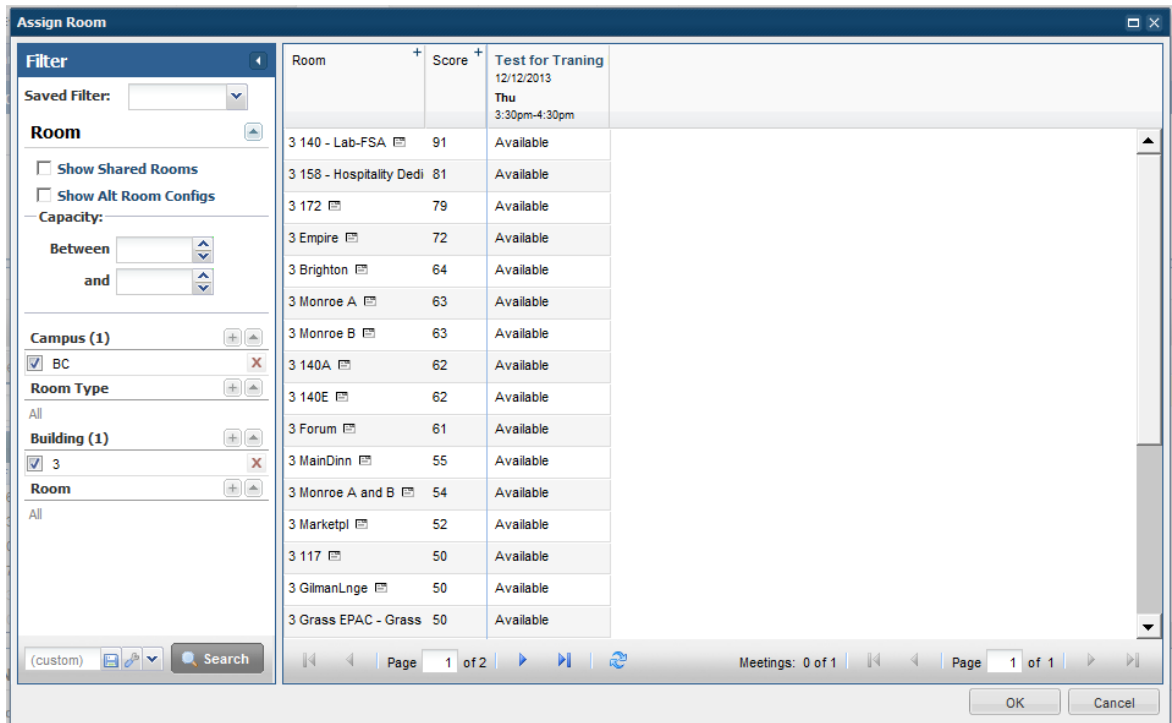 Assign Room
Filter
Saved Filter:
Room
Show Shared Rooms
Show Alt Room Configs
Capacity:
Between
and
Campus (1)
BC
Room Type
All
Building (1)
3
Room
All
(custom)
Search
Room + Score + Test for Traning
12/12/2013
Thu
3:30pm-4:30pm
3 140 - Lab-FSA 91 Available
3 158 - Hospitality Dedi 81 Available
3 172 79 Available
3 Empire 72 Available
3 Brighton 64 Available
3 Monroe A 63 Available
3 Monroe B 63 Available
3 140A 62 Available
3 140E 62 Available
3 Forum 61 Available
3 MainDinn 55 Available
3 Monroe A and B 54 Available
3 Marketpl 52 Available
3 117 50 Available
3 GilmanLnge 50 Available
3 Grass EPAC - Grass 50 Available
Page 1 of 2
Meetings: 0 of 1 Page 1 of 1
OK Cancel